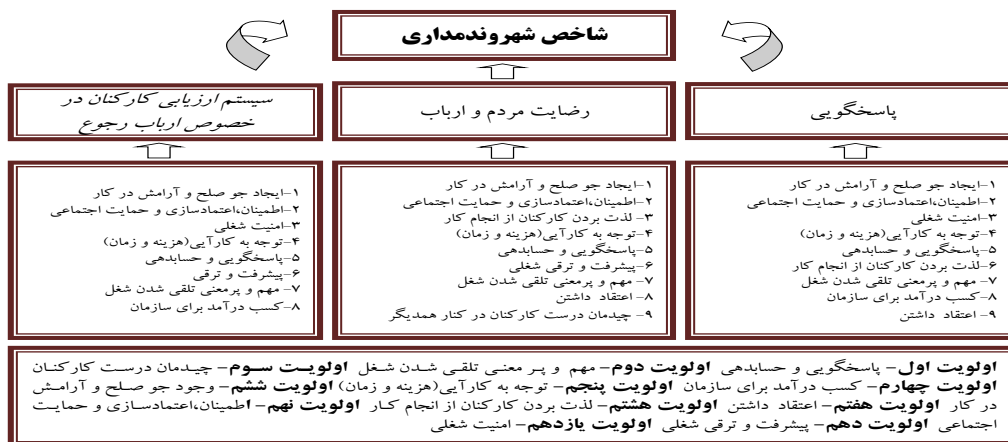 شاخص شهروندمداری
پاسخگویی
رضایت مردم و ارباب
سیستم ارزیابی کارکنان در
خصوص ارباب رجوع
۱-ایجاد جو صلح و آرامش در کار
۲-اطمینان،اعتمادسازی و حمایت اجتماعی
۳-امنیت شغلی
۴-توجه به کارآیی(هزینه و زمان)
۵-پاسخگویی و حسابدهی
۶-لذت بردن کارکنان از انجام کار
۷- مهم و پرمعنی تلقی شدن شغل
۸-کسب درآمد برای سازمان
۹- اعتقاد داشتن
۱-ایجاد جو صلح و آرامش در کار
۲-اطمینان،اعتمادسازی و حمایت اجتماعی
۳- لذت بردن کارکنان از انجام کار
۴-توجه به کارآیی(هزینه و زمان)
۵-پاسخگویی و حسابدهی
۶-پیشرفت و ترقی شغلی
۷- مهم و پرمعنی تلقی شدن شغل
۸- اعتقاد داشتن
۹- چیدمان درست کارکنان در کنار همدیگر
۱-ایجاد جو صلح و آرامش در کار
۲-اطمینان،اعتمادسازی و حمایت اجتماعی
۳-امنیت شغلی
۴-توجه به کارآیی(هزینه و زمان)
۵-پاسخگویی و حسابدهی
۶-پیشرفت و ترقی
۷- مهم و پرمعنی تلقی شدن شغل
۸-کسب درآمد برای سازمان
اولویت اول- پاسخگویی و حسابدهی اولویت دوم- مهم و پر معنی تلقی شدن شغل اولویت سوم- چیدمان درست کارکنان
اولویت چهارم- کسب درآمد برای سازمان اولویت پنجم- توجه به کارآیی(هزینه و زمان) اولویت ششم- وجود جو صلح و آرامش
در کار اولویت هفتم- اعتقاد داشتن اولویت هشتم- لذت بردن کارکنان از انجام کار اولویت نهم- اطمینان،اعتمادسازی و حمایت
اجتماعی اولویت دهم- پیشرفت و ترقی شغلی اولویت یازدهم- امنیت شغلی